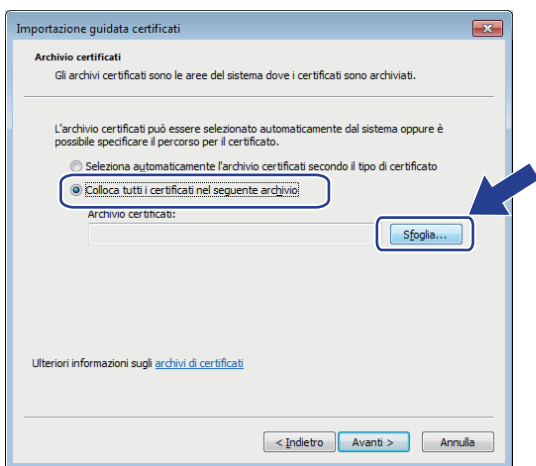 Importazione guidata certificati
Archivio certificati
Gli archivi certificati sono le aree del sistema dove i certificati sono archiviati.
L'archivio certificati può essere selezionato automaticamente dal sistema oppure è
possibile specificare il percorso per il certificato.
Seleziona automaticamente l'archivio certificati secondo il tipo di certificato
Colloca tutti i certificati nel seguente archivio
Archivio certificati:
Sfoglia...
Ulteriori informazioni sugli archivi di certificati
< Indietro Avanti > Annulla